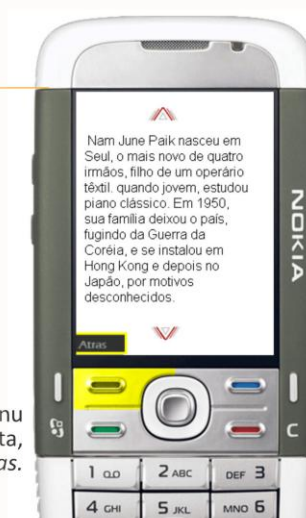 Nam June Paik nasceu em
Seul, o mais novo de quatro
irmãos, filho de um operário
têxtil. quando jovem, estudou
piano clássico. Em 1950,
sua família deixou o país,
fugindo da Guerra da
Coréia, e se instalou em
Hong Kong e depois no
Japão, por motivos
desconhecidos.
Atras
NOKIA
nu
ta,
as.
C
1
2 ABC
DEF 3
4 GHI
5 JKL
MNO 6